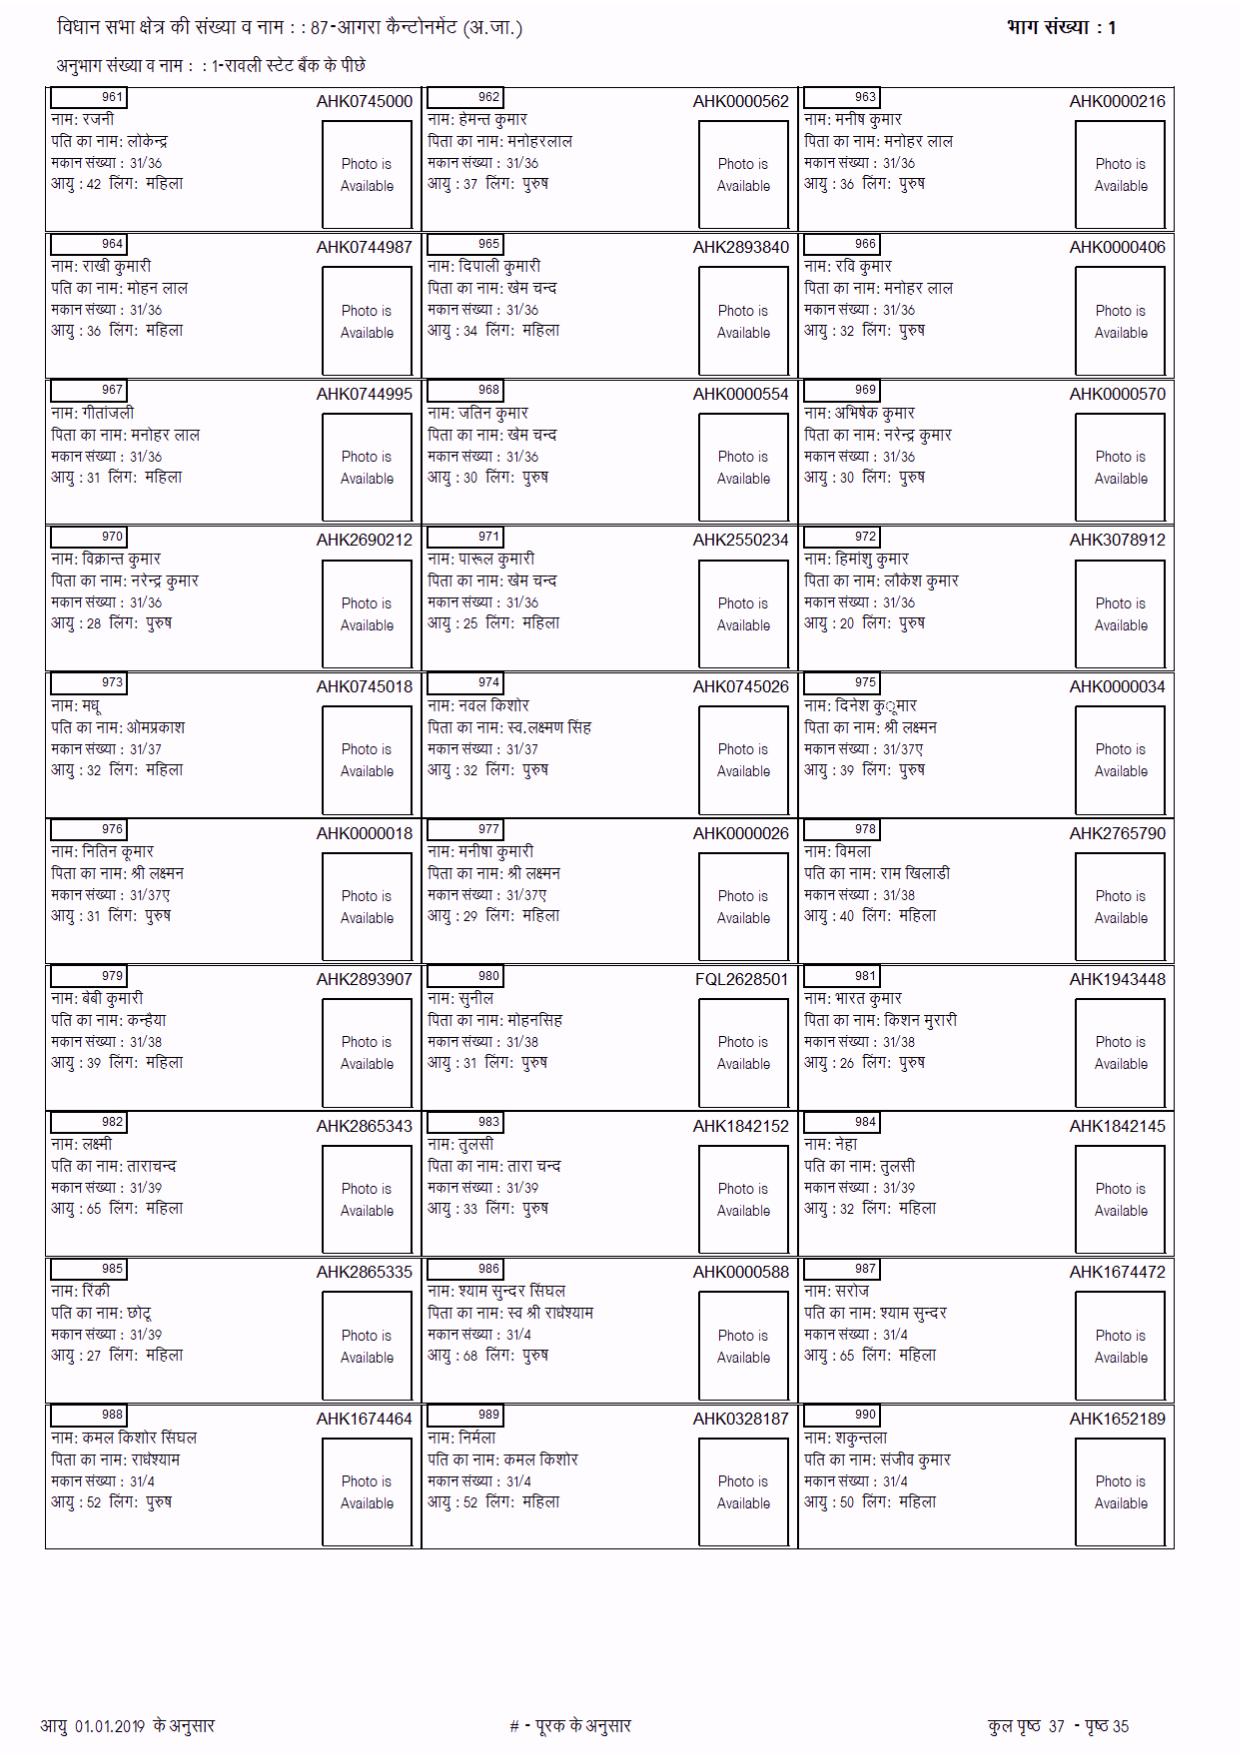 विधान सभा क्षेत्र की संख्या व नाम : : 87-आगरा कैन्टोनमेंट (अ.जा.)
भाग संख्या : 1
अनुभाग संख्या व नाम : : 1-रावली स्टेट बैंक के पीछे
961
AHK0745000
नाम: रजनी
पति का नाम: लोकेन्द्र
मकान संख्या : 31/36
आयु : 42 लिंग: महिला
Photo is
Available
962
AHK0000562
नाम: हेमन्त कुमार
पिता का नाम: मनोहरलाल
मकान संख्या : 31/36
आयु : 37 लिंग: पुरुष
Photo is
Available
963
AHK0000216
नाम: मनीष कुमार
पिता का नाम: मनोहर लाल
मकान संख्या : 31/36
आयु : 36 लिंग: पुरुष
Photo is
Available
964
AHK0744987
नाम: राखी कुमारी
पति का नाम: मोहन लाल
मकान संख्या : 31/36
आयु : 36 लिंग: महिला
Photo is
Available
965
AHK2893840
नाम: दिपाली कुमारी
पिता का नाम: खेम चन्द
मकान संख्या : 31/36
आयु : 34 लिंग: महिला
Photo is
Available
966
AHK0000406
नाम: रवि कुमार
पिता का नाम: मनोहर लाल
मकान संख्या : 31/36
आयु : 32 लिंग: पुरुष
Photo is
Available
967
AHK0744995
नाम: गीतांजली
पिता का नाम: मनोहर लाल
मकान संख्या : 31/36
आयु : 31 लिंग: महिला
Photo is
Available
968
AHK0000554
नाम: जतिन कुमार
पिता का नाम: खेम चन्द
मकान संख्या : 31/36
आयु : 30 लिंग: पुरुष
Photo is
Available
969
AHK0000570
नाम: अभिषेक कुमार
पिता का नाम: नरेन्द्र कुमार
मकान संख्या : 31/36
आयु : 30 लिंग: पुरुष
Photo is
Available
970
AHK2690212
नाम: विक्रान्त कुमार
पिता का नाम: नरेन्द्र कुमार
मकान संख्या : 31/36
आयु : 28 लिंग: पुरुष
Photo is
Available
971
AHK2550234
नाम: पारूल कुमारी
पिता का नाम: खेम चन्द
मकान संख्या : 31/36
आयु : 25 लिंग: महिला
Photo is
Available
972
AHK3078912
नाम: हिमांशु कुमार
पिता का नाम: लौकेश कुमार
मकान संख्या : 31/36
आयु : 20 लिंग: पुरुष
Photo is
Available
973
AHK0745018
नाम: मधू
पति का नाम: ओमप्रकाश
मकान संख्या : 31/37
आयु : 32 लिंग: महिला
Photo is
Available
974
AHK0745026
नाम: नवल किशोर
पिता का नाम: स्व.लक्ष्मण सिंह
मकान संख्या : 31/37
आयु : 32 लिंग: पुरुष
Photo is
Available
975
AHK0000034
नाम: दिनेश कुूमार
पिता का नाम: श्री लक्ष्मन
मकान संख्या : 31/37ए
आयु : 39 लिंग: पुरुष
Photo is
Available
976
AHK0000018
नाम: नितिन कूमार
पिता का नाम: श्री लक्ष्मन
मकान संख्या : 31/37ए
आयु : 31 लिंग: पुरुष
Photo is
Available
977
AHK0000026
नाम: मनीषा कुमारी
पिता का नाम: श्री लक्ष्मन
मकान संख्या : 31/37ए
आयु : 29 लिंग: महिला
Photo is
Available
978
AHK2765790
नाम: विमला
पति का नाम: राम खिलाडी
मकान संख्या : 31/38
आयु : 40 लिंग: महिला
Photo is
Available
979
AHK2893907
नाम: बेबी कुमारी
पति का नाम: कन्हैया
मकान संख्या : 31/38
आयु : 39 लिंग: महिला
Photo is
Available
980
FQL2628501
नाम: सुनील
पिता का नाम: मोहनसिह
मकान संख्या : 31/38
आयु : 31 लिंग: पुरुष
Photo is
Available
981
AHK1943448
नाम: भारत कुमार
पिता का नाम: किशन मुरारी
मकान संख्या : 31/38
आयु : 26 लिंग: पुरुष
Photo is
Available
982
AHK2865343
नाम: लक्ष्मी
पति का नाम: ताराचन्द
मकान संख्या : 31/39
आयु : 65 लिंग: महिला
Photo is
Available
983
AHK1842152
नाम: तुलसी
पिता का नाम: तारा चन्द
मकान संख्या : 31/39
आयु : 33 लिंग: पुरुष
Photo is
Available
984
AHK1842145
नाम: नेहा
पति का नाम: तुलसी
मकान संख्या : 31/39
आयु : 32 लिंग: महिला
Photo is
Available
985
AHK2865335
नाम: रिंकी
पति का नाम: छोटू
मकान संख्या : 31/39
आयु : 27 लिंग: महिला
Photo is
Available
986
AHK0000588
नाम: श्याम सुन्दर सिंघल
पिता का नाम: स्व श्री राधेश्याम
मकान संख्या : 31/4
आयु : 68 लिंग: पुरुष
Photo is
Available
987
AHK1674472
नाम: सरोज
पति का नाम: श्याम सुन्दर
मकान संख्या : 31/4
आयु : 65 लिंग: महिला
Photo is
Available
988
AHK1674464
नाम: कमल किशोर सिंघल
पिता का नाम: राधेश्याम
मकान संख्या : 31/4
आयु : 52 लिंग: पुरुष
Photo is
Available
989
AHK0328187
नाम: निर्मला
पति का नाम: कमल किशोर
मकान संख्या : 31/4
आयु : 52 लिंग: महिला
Photo is
Available
990
AHK1652189
नाम: शकुन्तला
पति का नाम: संजीव कुमार
मकान संख्या : 31/4
आयु : 50 लिंग: महिला
Photo is
Available
आयु 01.01.2019 के अनुसार
# - पूरक के अनुसार
कुल पृष्ठ 37 - पृष्ठ 35